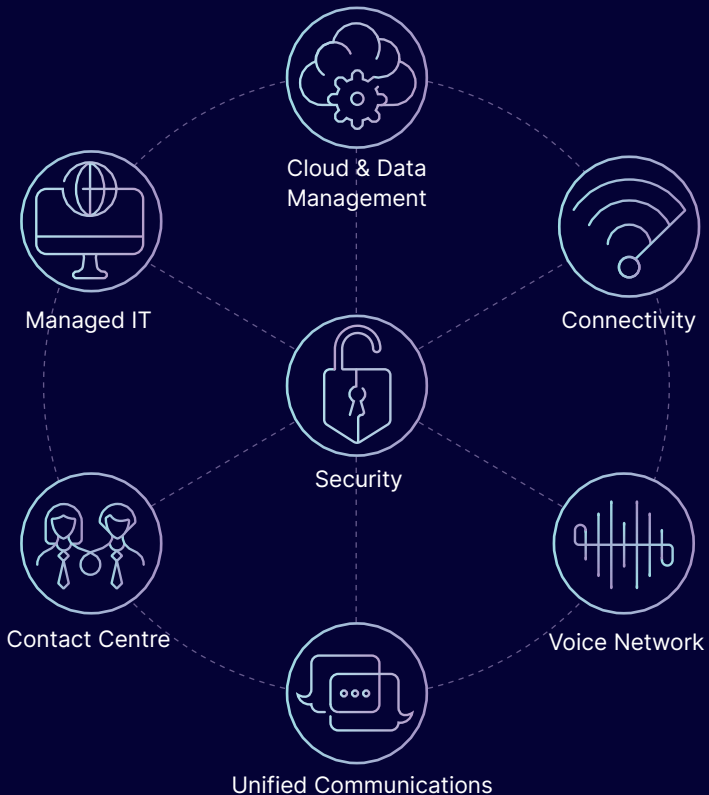 Cloud & Data
Management
Managed IT
Connectivity
Security
Contact Centre
Voice Network
Unified Communications